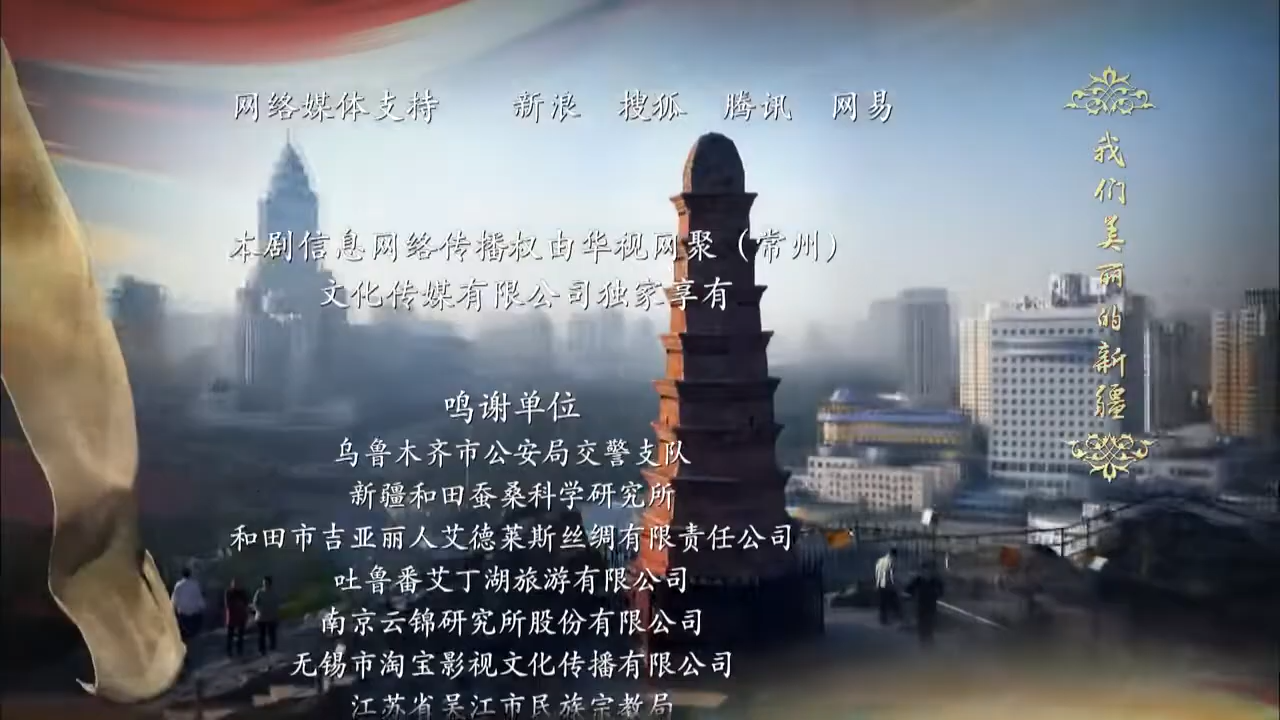 网络媒体支持 新浪 搜狐 腾讯 网易
本剧信息网络传播权由华视网聚（常州）
文化传媒有限公司独家享有
鸣谢单位
乌鲁木齐市公安局交警支队
新疆和田蚕桑科学研究所
和田市吉亚丽人艾德莱斯丝绸有限责任公司
吐鲁番艾丁湖旅游有限公司
南京云锦研究所股份有限公司
无锡市淘宝影视文化传播有限公司
江苏省吴江市民族宗教局
我们美丽的新疆